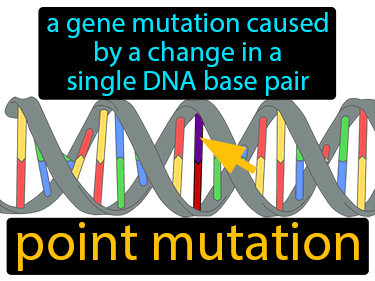 a gene mutation caused
by a change in a
single DNA base pair
point mutation